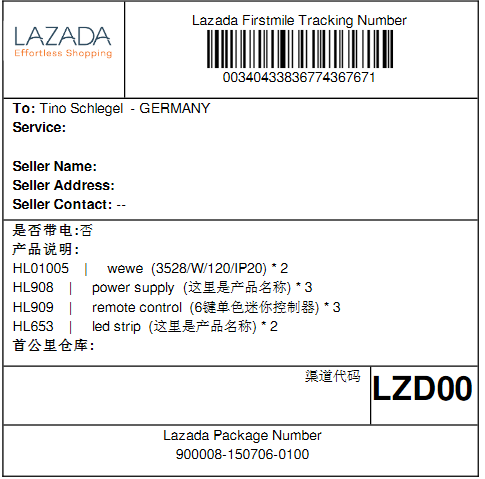 LAZADA
Effortless Shopping
Lazada Firstmile Tracking Number
00340433836774367671
To: Tino Schlegel - GERMANY
Service:
Seller Name:
Seller Address:
Seller Contact: --
是否带电:否
产品说明:
HL01005 | wewe (3528/W/120/IP20) * 2
HL908 | power supply (这里是产品名称) * 3
HL909 | remote control (6键单色迷你控制器) * 3
HL653 | led strip (这里是产品名称) * 2
首公里仓库:
渠道代码
LZD00
Lazada Package Number
900008-150706-0100